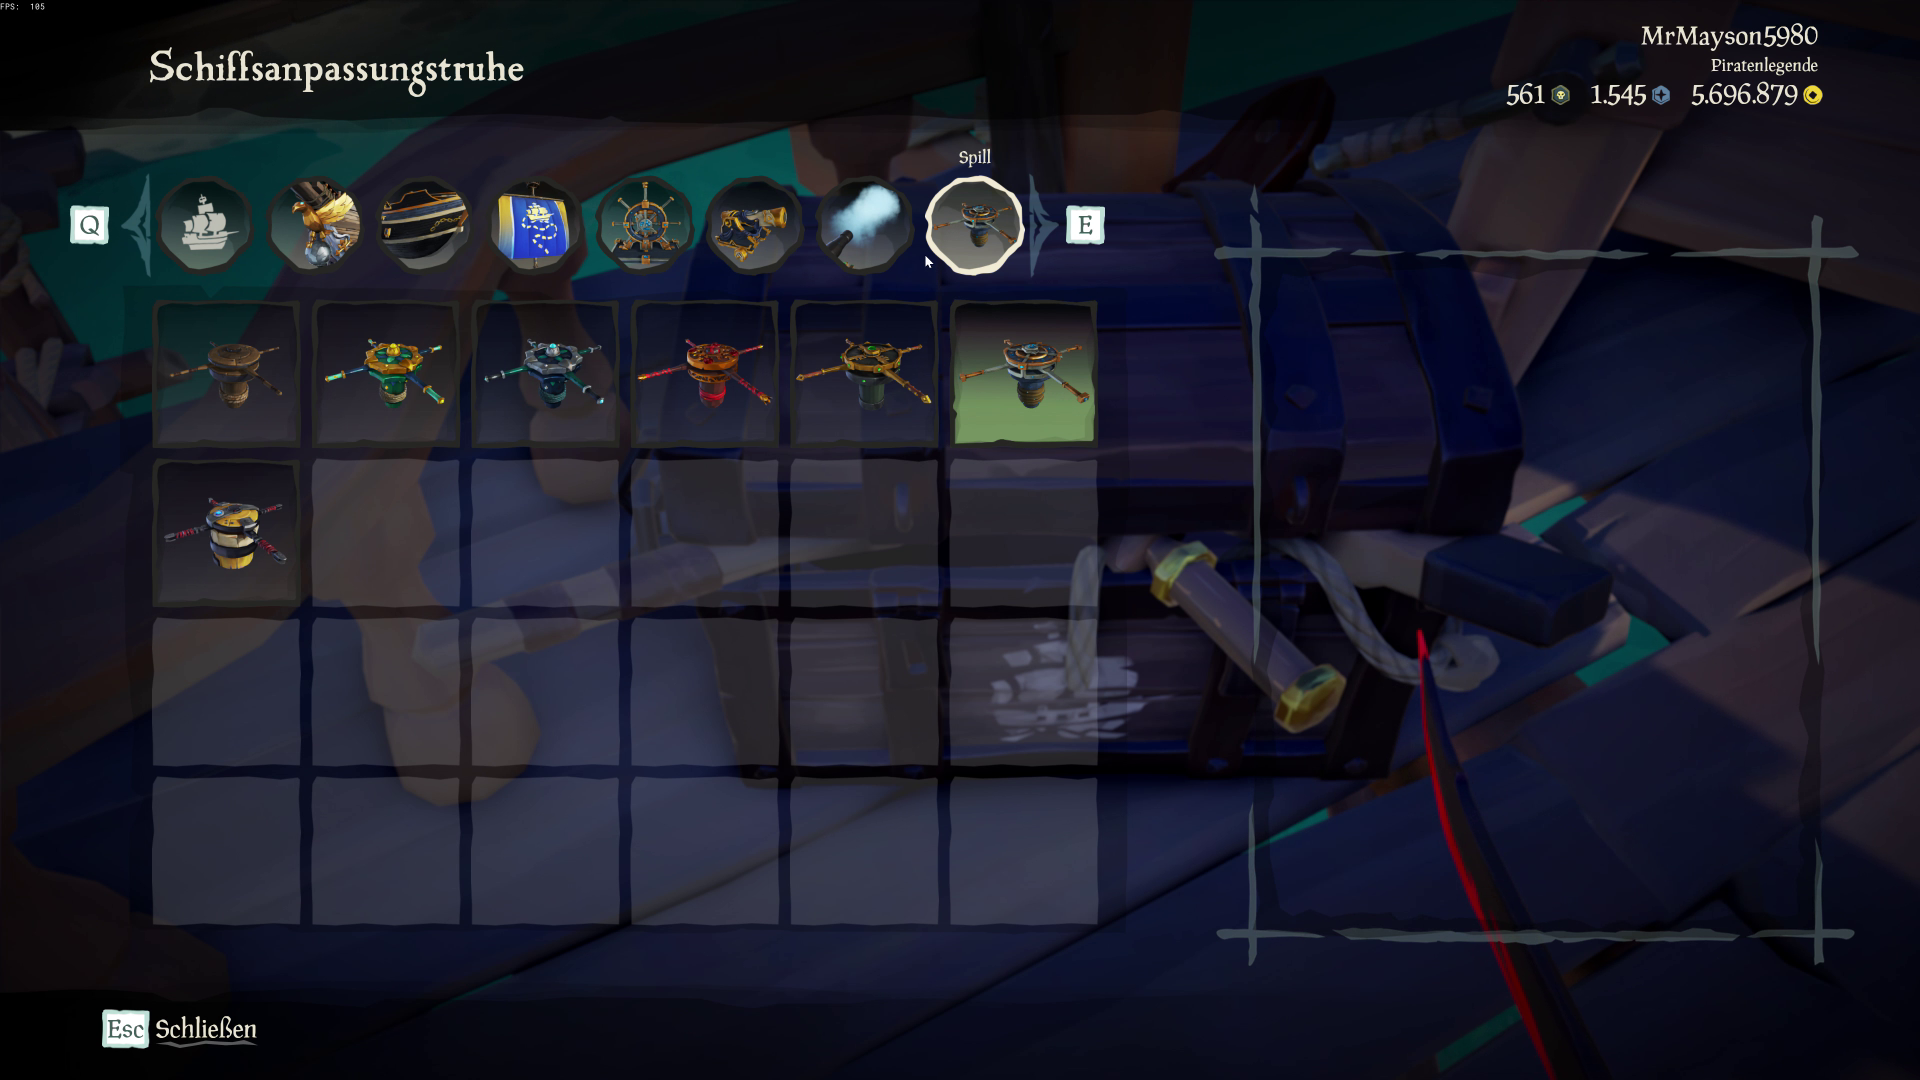 FPS: 105
Schiffsanpassungstruhe
MrMayson5980
Piratenlegende
561 1.545 5.696.879
Spill
Q
E
Esc Schließen